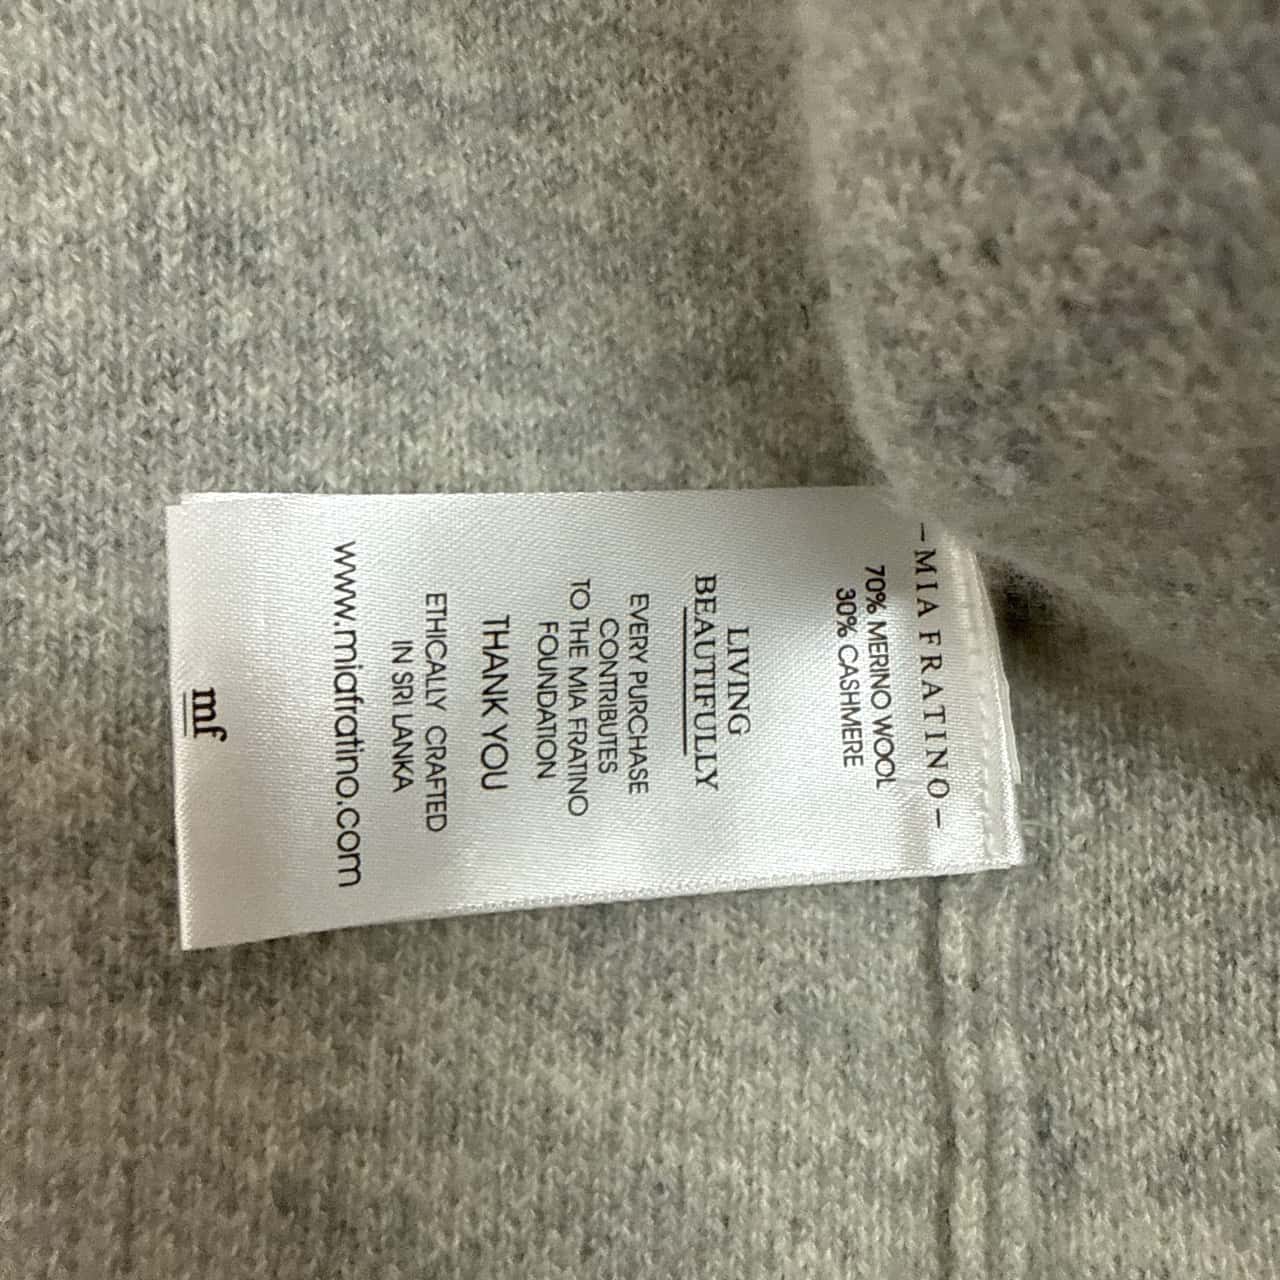 —MIA FRATINO—
70% MERINO WOOL
30% CASHMERE
LIVING
BEAUTIFULLY
EVERY PURCHASE
CONTRIBUTES
TO THE MIA FRATINO
FOUNDATION
THANK YOU
ETHICALLY CRAFTED
IN SRI LANKA
www.miafratino.com
mf